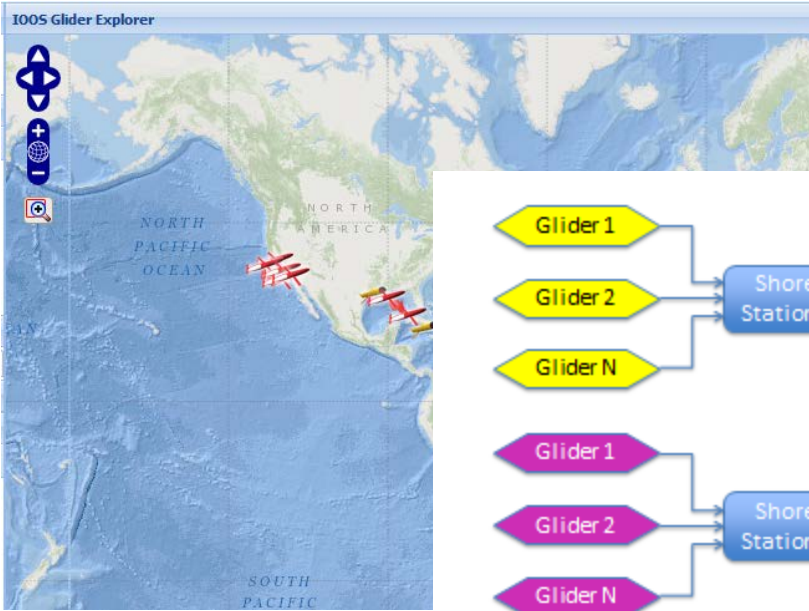 IOOS Glider Explorer
NORTH
PACIFIC
OCEAN
NORTH
AMERICA
SOUTH
PACIFIC
Glider 1
Glider 2
Glider N
Shore
Station
Glider 1
Glider 2
Glider N
Shore
Station